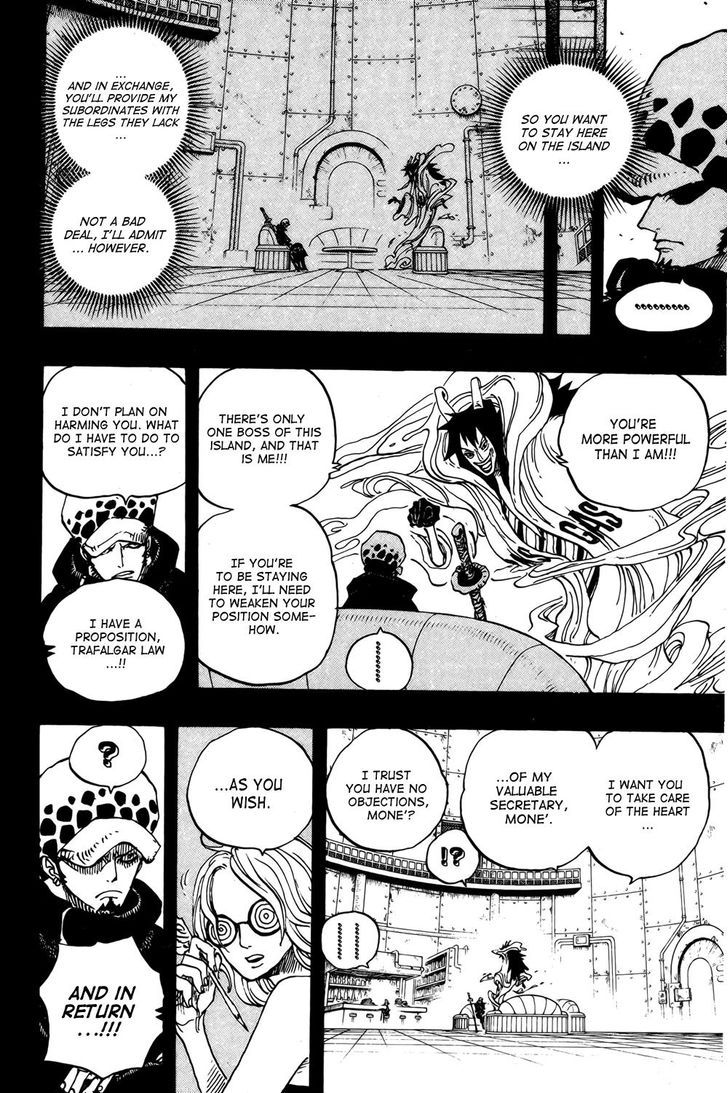 SO YOU WANT
TO STAY HERE
ON THE ISLAND
...
...
AND IN EXCHANGE,
YOU'LL PROVIDE MY
SUBORDINATES WITH
THE LEGS THEY LACK
...
NOT A BAD
DEAL, I'LL ADMIT
... HOWEVER.
..........
YOU'RE
MORE POWERFUL
THAN I AM!!!
GAS
THERE'S ONLY
ONE BOSS OF THIS
ISLAND, AND THAT
IS ME!!!
IF YOU'RE
TO BE STAYING
HERE, I'LL NEED
TO WEAKEN YOUR
POSITION SOME-
HOW.
.......
I DON'T PLAN ON
HARMING YOU. WHAT
DO I HAVE TO DO TO
SATISFY YOU...?
I HAVE A
PROPOSITION,
TRAFALGAR LAW
...!!
I WANT YOU
TO TAKE CARE
OF THE HEART
...
...OF MY
VALUABLE
SECRETARY,
MONE'.
!?
I TRUST
YOU HAVE NO
OBJECTIONS,
MONE'?
.......
...AS YOU
WISH.
?
AND IN
RETURN
...!!!